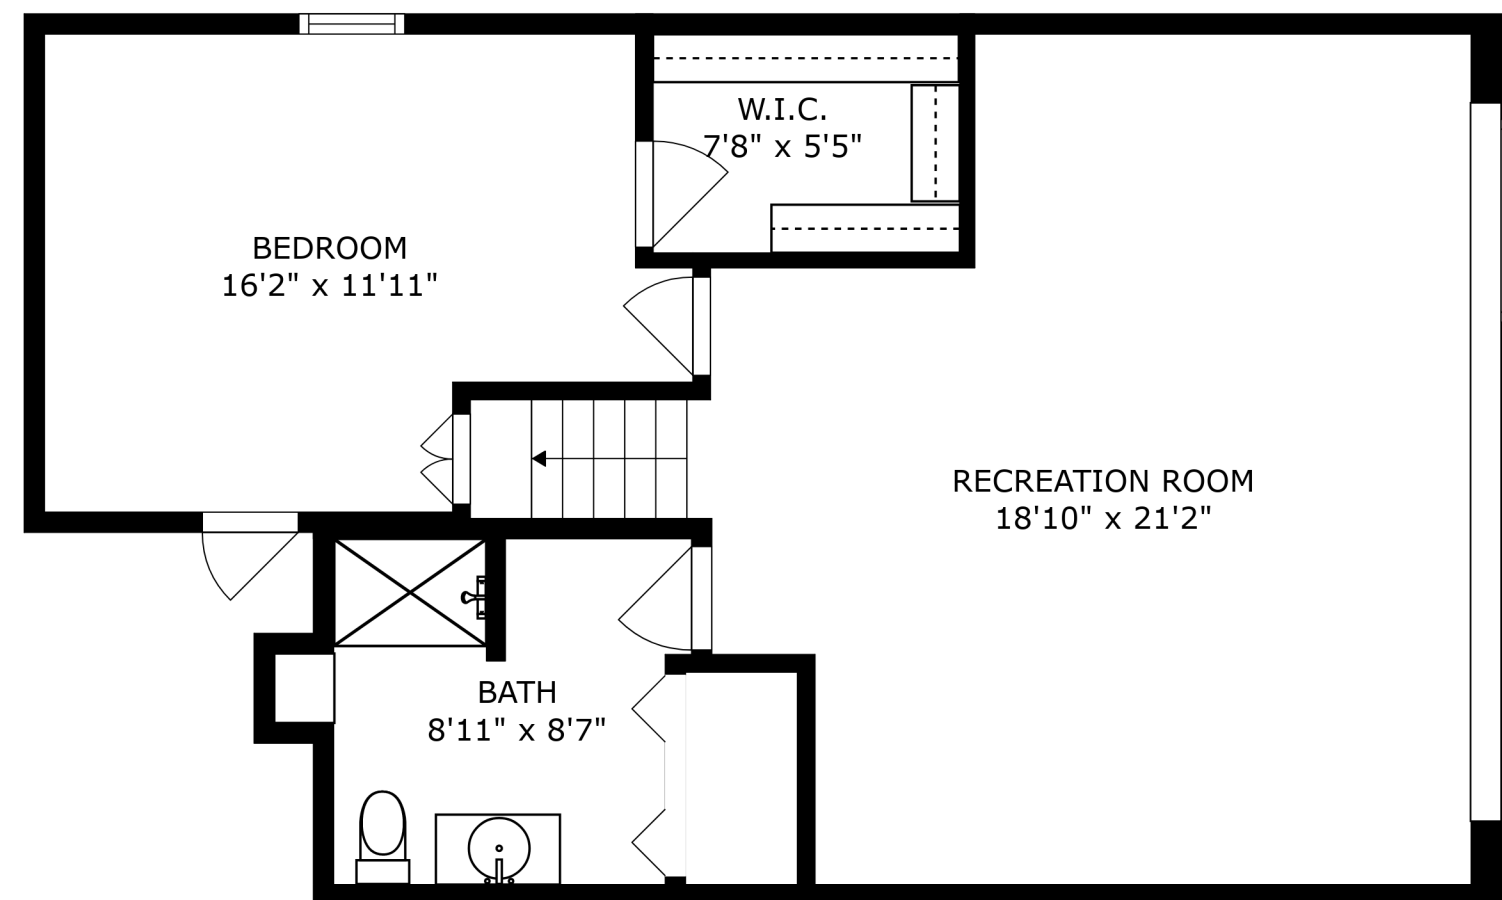 W.I.C.
7'8" x 5'5"
BEDROOM
16'2" x 11'11"
RECREATION ROOM
18'10" x 21'2"
BATH
8'11" x 8'7"